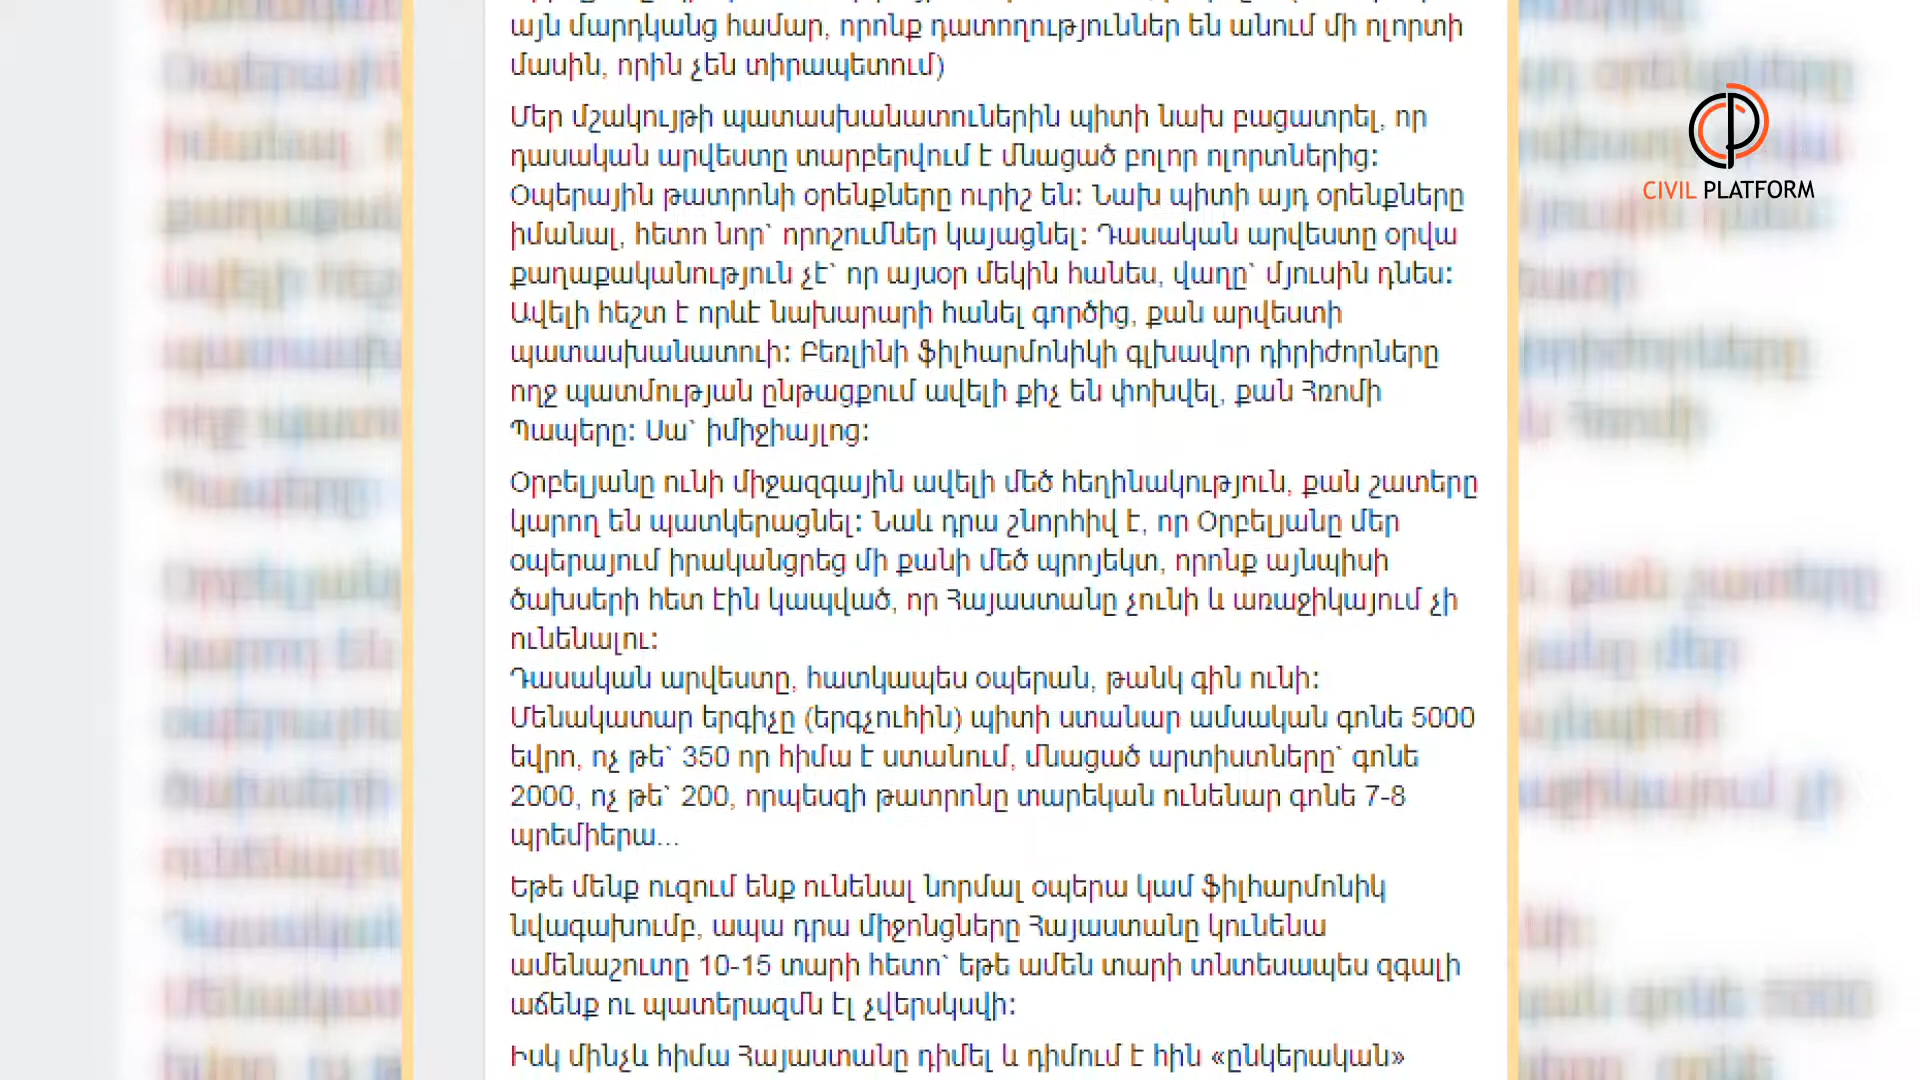 այն մարդկանց համար, որոնք դատողություններ են անում մի ոլորտի
մասին, որին չեն տիրապետում)
Մեր մշակույթի պատասխանատուներին պիտի նախ բացատրել, որ
դասական արվեստը տարբերվում է մնացած բոլոր ոլորտներից:
Օպերային թատրոնի օրենքները ուրիշ են: Նախ պիտի այդ օրենքները
իմանալ, հետո նոր` որոշումներ կայացնել: Դասական արվեստը օրվա
քաղաքականություն չէ` որ այսօր մեկին հանես, վաղը` մյուսին դնես:
Ավելի հեշտ է որևէ նախարարի հանել գործից, քան արվեստի
պատասխանատուի: Բեռլինի ֆիլհարմոնիկի գլխավոր դիրիժորները
ողջ պատմության ընթացքում ավելի քիչ են փոխվել, քան Հռոմի
Պապերը: Սա` իմիջիայլոց:
Օրբելյանը ունի միջազգային ավելի մեծ հեղինակություն, քան շատերը
կարող են պատկերացնել: Նաև դրա շնորհիվ է, որ Օրբելյանը մեր
օպերայում իրականցրեց մի քանի մեծ պրոյեկտ, որոնք այնպիսի
ծախսերի հետ էին կապված, որ Հայաստանը չունի և առաջիկայում չի
ունենալու:
Դասական արվեստը, հատկապես օպերան, թանկ գին ունի:
Մենակատար երգիչը (երգչուհին) պիտի ստանար ամսական գոնե 5000
եվրո, ոչ թե` 350 որ հիմա է ստանում, մնացած արտիստները` գոնե
2000, ոչ թե` 200, որպեսզի թատրոնը տարեկան ունենար գոնե 7-8
պրեմիերա...
Եթե մենք ուզում ենք ունենալ նորմալ օպերա կամ ֆիլհարմոնիկ
նվագախումբ, ապա դրա միջոնցները Հայաստանը կունենա
ամենաշուտը 10-15 տարի հետո` եթե ամեն տարի տնտեսապես զգալի
աճենք ու պատերազմն էլ չվերսկսվի:
Իսկ մինչև հիմա Հայաստանը դիմել և դիմում է հին «ընկերական»
CIVIL PLATFORM